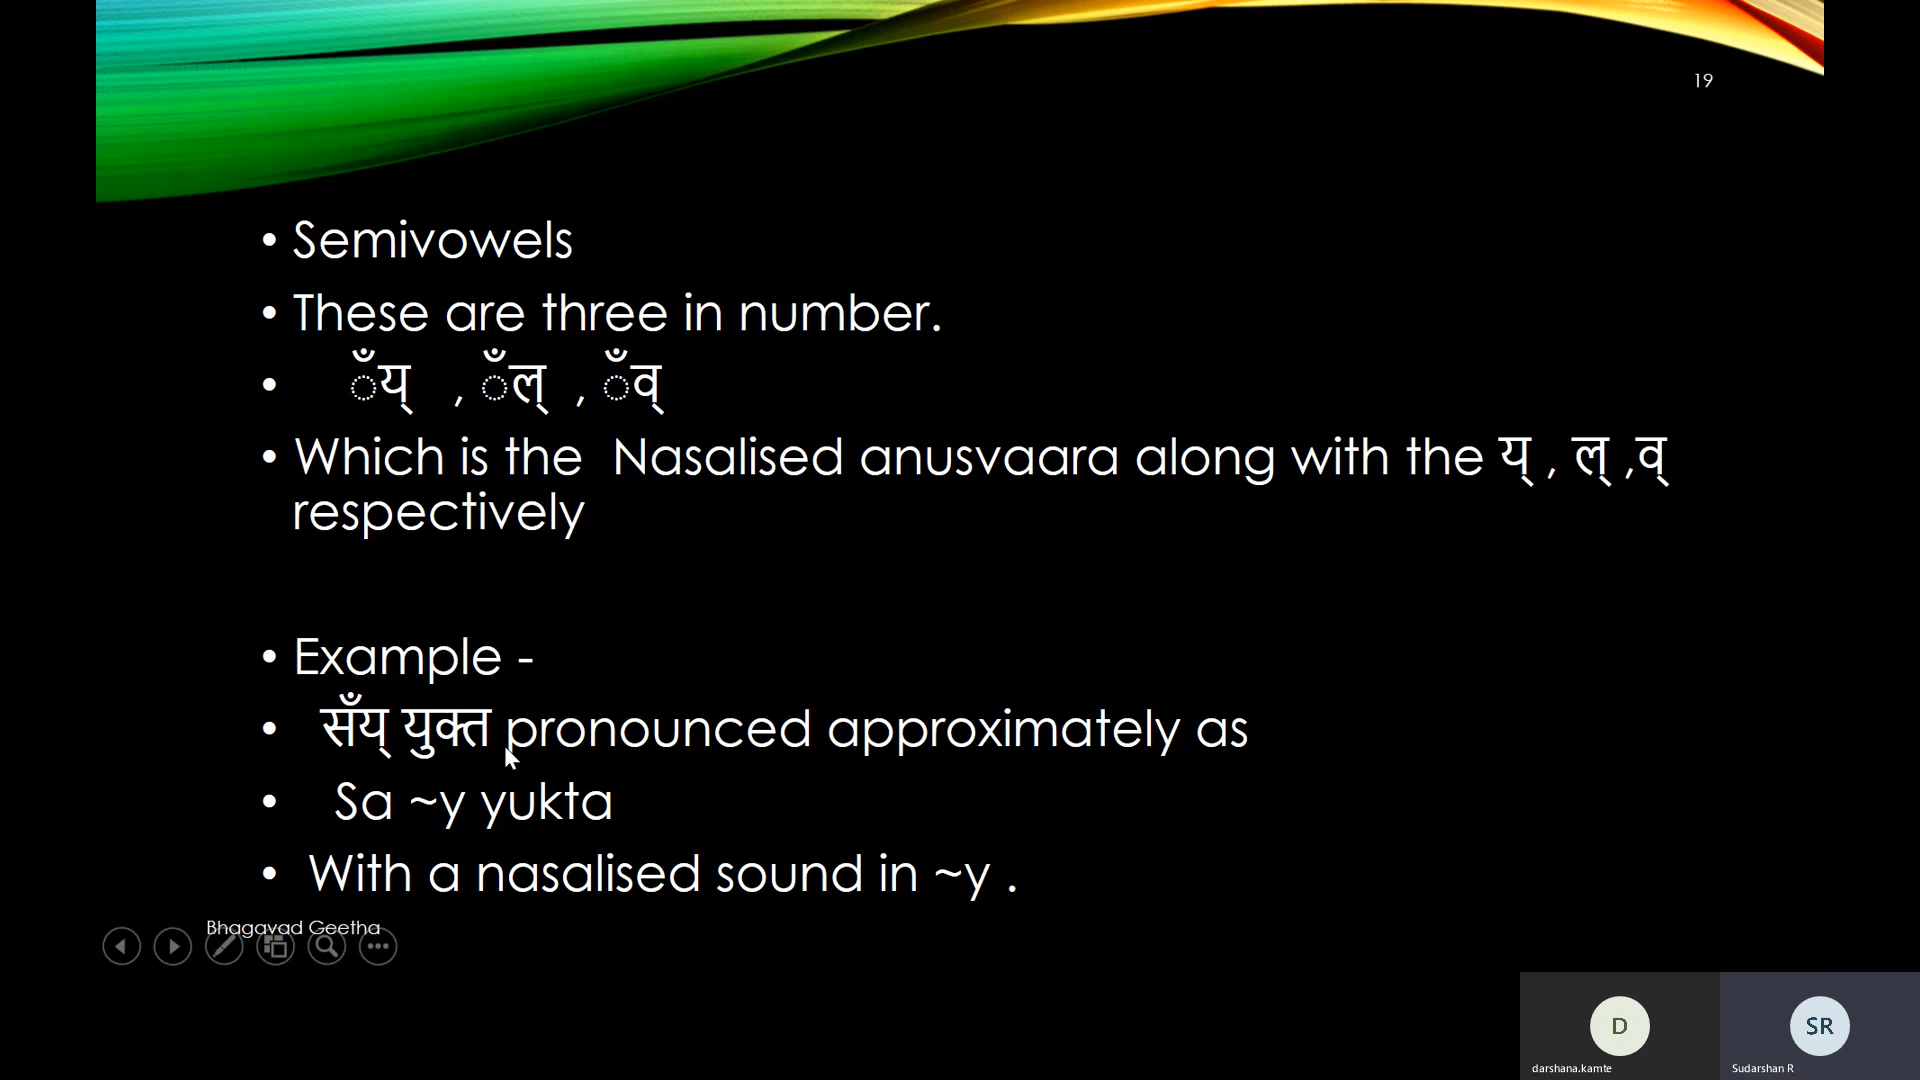 19
• Semivowels
• These are three in number.
• ँय् , ँल् , ँव्
• Which is the Nasalised anusvaara along with the य् , ल् ,व्
respectively
• Example -
• सँय् युक्त pronounced approximately as
• Sa ~y yukta
• With a nasalised sound in ~y .
Bhagavad Geetha
D
SR
darshana.kamte
Sudarshan R